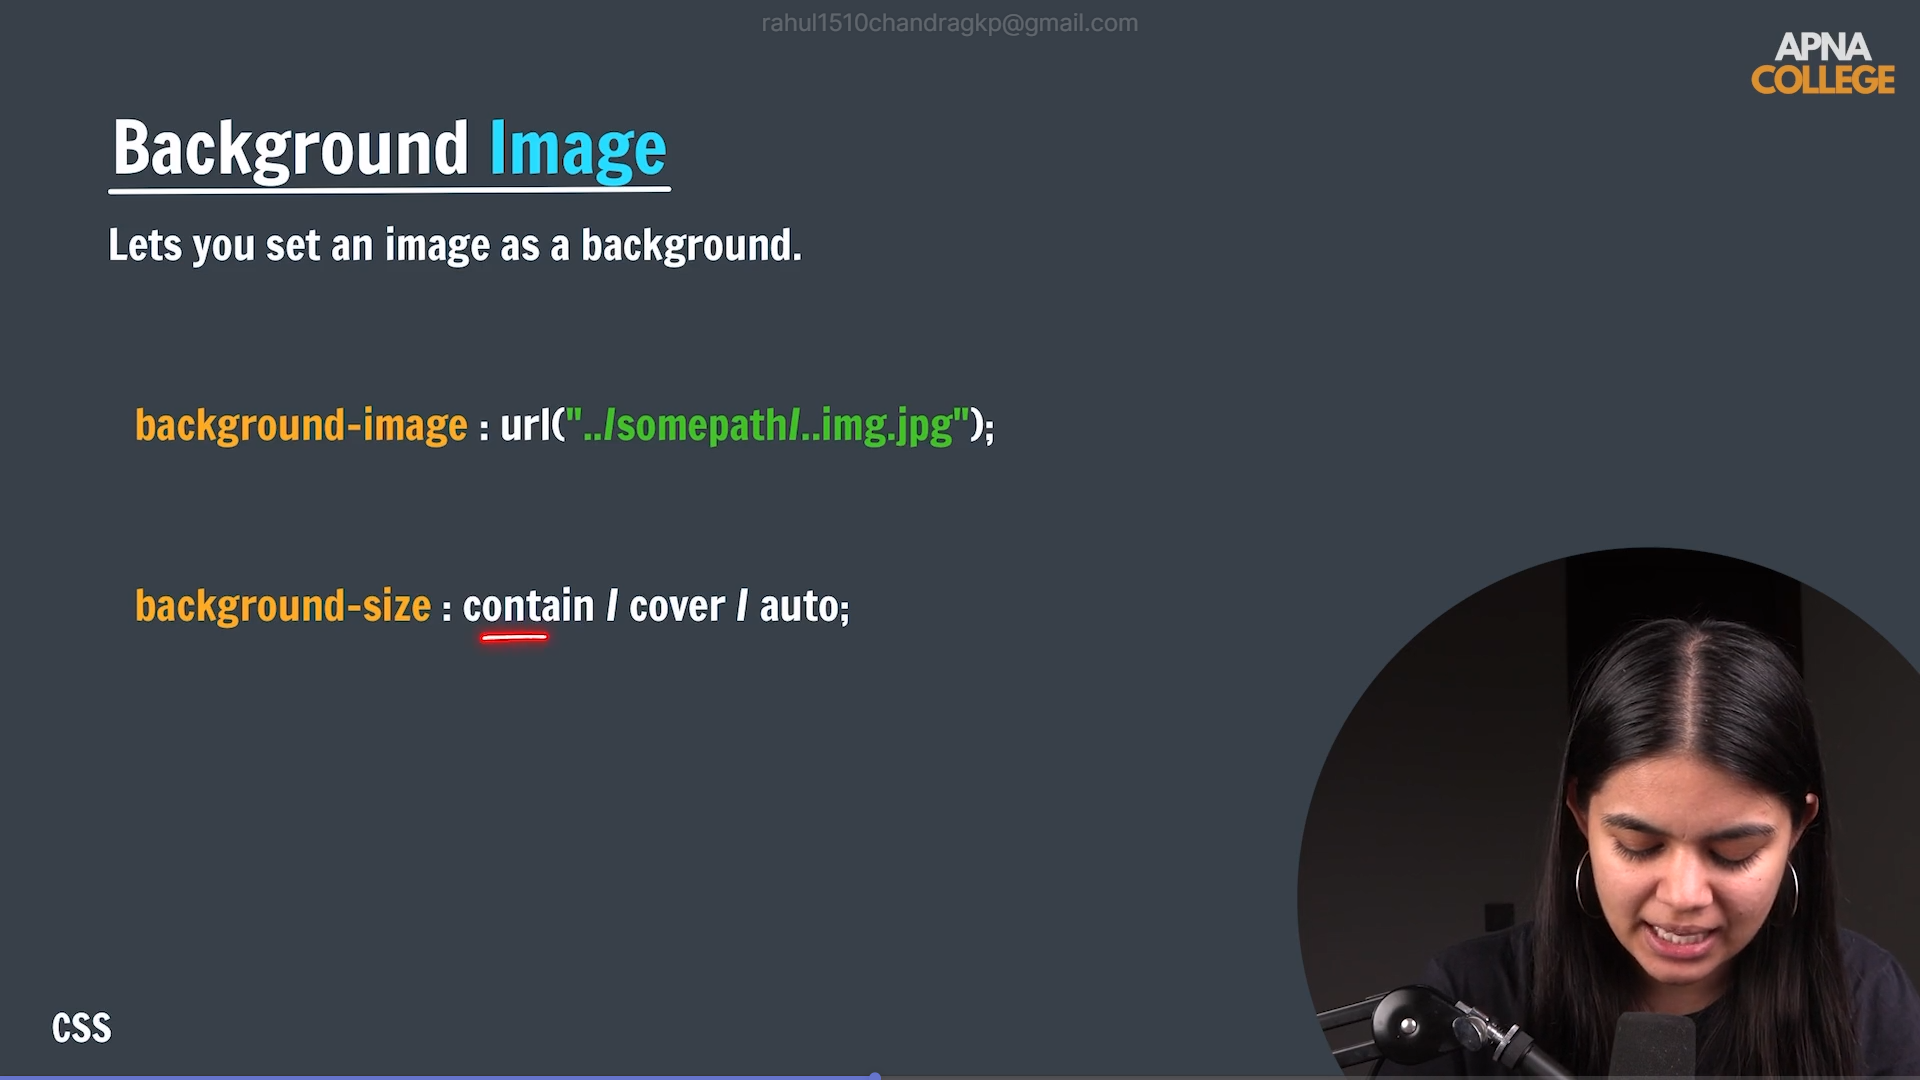 rahul1510chandragkp@gmail.com
APNA
COLLEGE
Background Image
Lets you set an image as a background.
background-image : url("../somepath/..img.jpg");
background-size : contain / cover / auto;
CSS